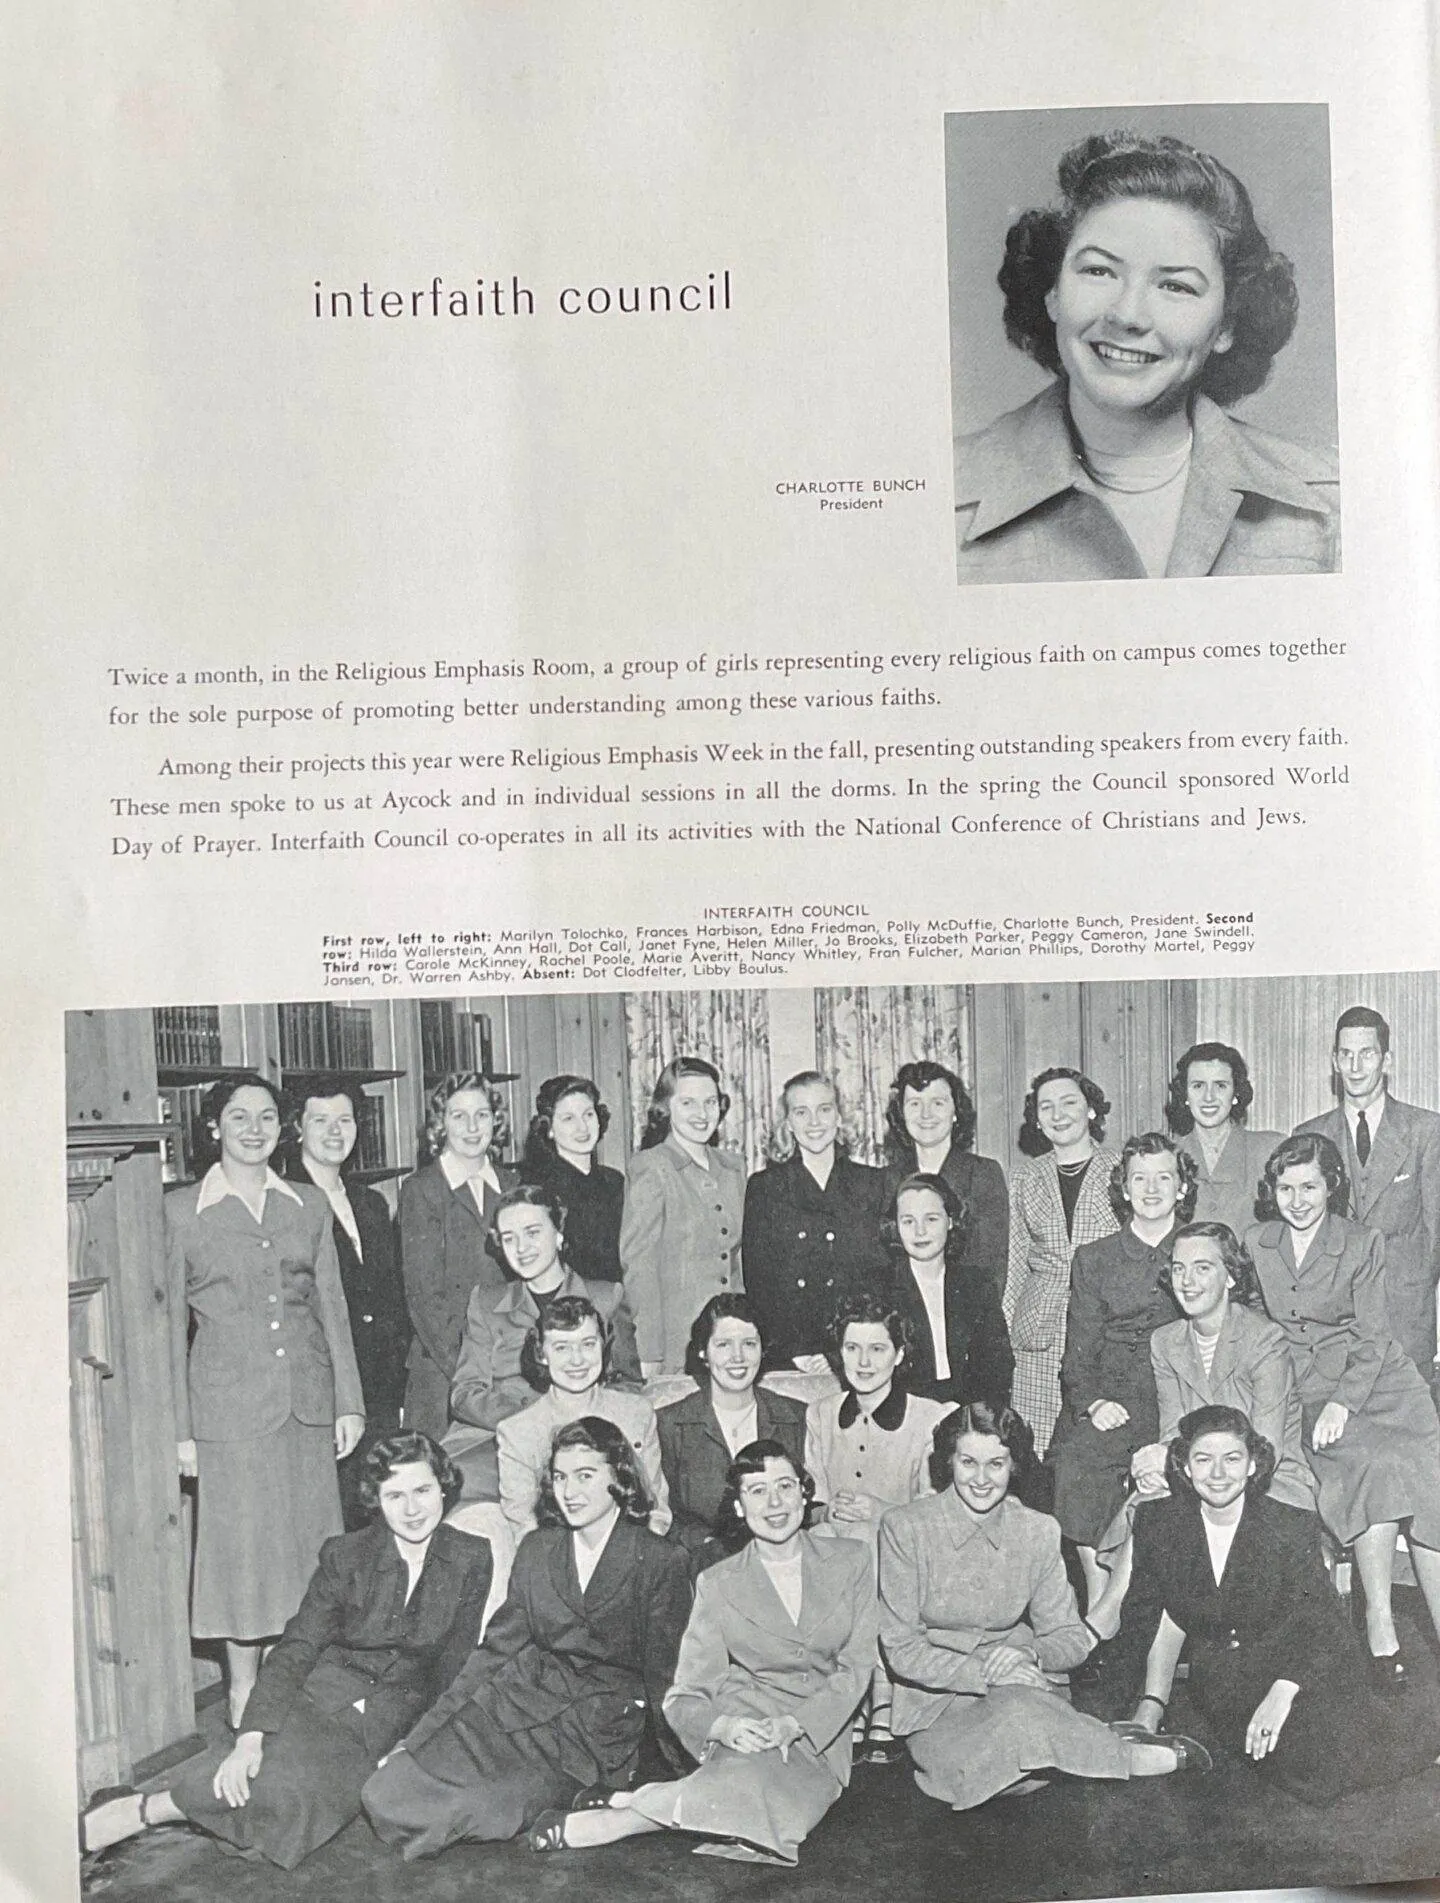 interfaith council
CHARLOTTE BUNCH
President
Twice a month, in the Religious Emphasis Room, a group of girls representing every religious faith on campus comes together
for the sole purpose of promoting better understanding among these various faiths.
Among their projects this year were Religious Emphasis Week in the fall, presenting outstanding speakers from every faith.
These men spoke to us at Aycock and in individual sessions in all the dorms. In the spring the Council sponsored World
Day of Prayer. Interfaith Council co-operates in all its activities with the National Conference of Christians and Jews.
INTERFAITH COUNCIL
First row, left to right: Marilyn Tolochko, Frances Harbison, Edna Friedman, Polly McDuffie, Charlotte Bunch, President. Second
row: Hilda Wallerstein, Ann Hall, Dot Call, Janet Fyne, Helen Miller, Jo Brooks, Elizabeth Parker, Peggy Cameron, Jane Swindell.
Third row: Carole McKinney, Rachel Poole, Marie Averitt, Nancy Whitley, Fran Fulcher, Marian Phillips, Dorothy Martel, Peggy
Jansen, Dr. Warren Ashby. Absent: Dot Clodfelter, Libby Boulus.